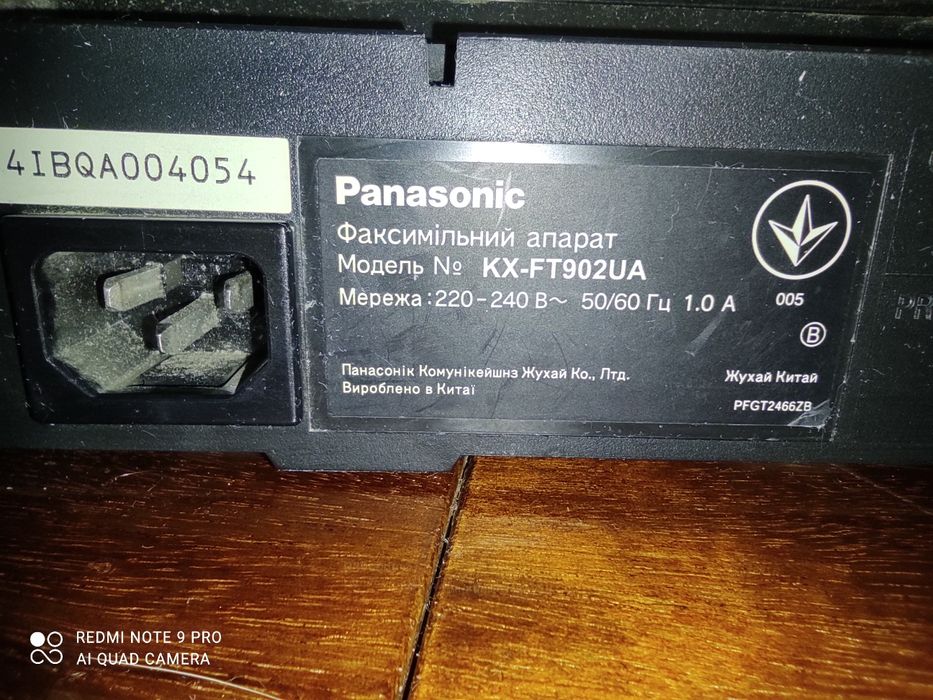 4IBQA004054
Panasonic
Факсимільний апарат
Модель № KX-FT902UA
Мережа : 220 – 240 В~ 50/60 Гц 1.0 А
005
B
Панасонік Комунікейшнз Жухай Ко., Лтд.
Вироблено в Китаї
Жухай Китай
PFGT2466ZB
REDMI NOTE 9 PRO
AI QUAD CAMERA